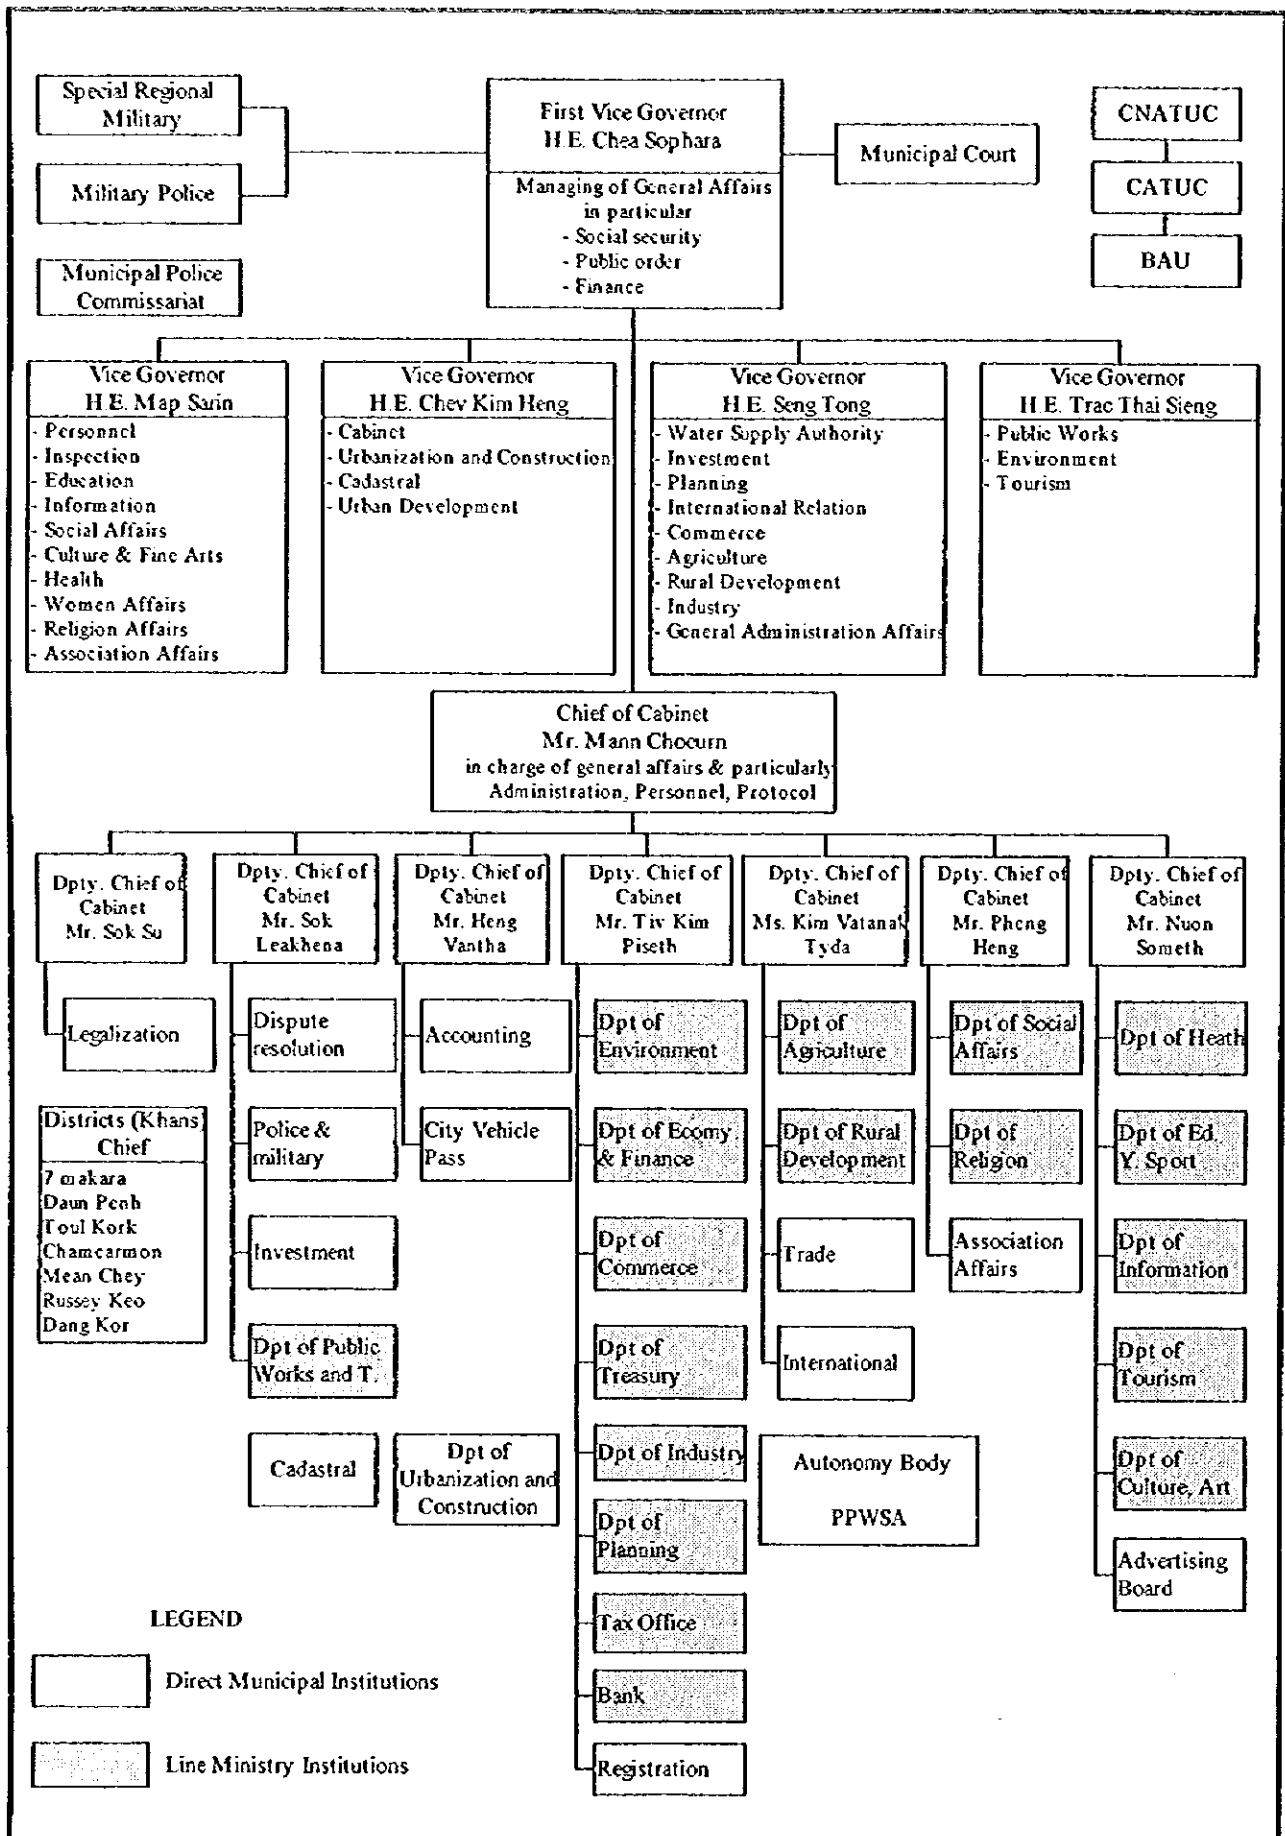 Special Regional
Military
Military Police
Municipal Police
Commissariat
First Vice Governor
H.E. Chea Sophara
Managing of General Affairs
in particular
- Social security
- Public order
- Finance
Municipal Court
CNATUC
CATUC
BAU
Vice Governor
H.E. Map Sarin
- Personnel
- Inspection
- Education
- Information
- Social Affairs
- Culture & Fine Arts
- Health
- Women Affairs
- Religion Affairs
- Association Affairs
Vice Governor
H.E. Chev Kim Heng
- Cabinet
- Urbanization and Construction
- Cadastral
- Urban Development
Vice Governor
H.E. Seng Tong
- Water Supply Authority
- Investment
- Planning
- International Relation
- Commerce
- Agriculture
- Rural Development
- Industry
- General Administration Affairs
Vice Governor
H.E. Trac Thai Sieng
- Public Works
- Environment
- Tourism
Chief of Cabinet
Mr. Mann Chocurn
in charge of general affairs & particularly
Administration, Personnel, Protocol
Dpty. Chief of
Cabinet
Mr. Sok Su
Legalization
Districts (Khans)
Chief
7 makara
Daun Penh
Toul Kork
Chamcarmon
Mean Chey
Russey Keo
Dang Kor
Dpty. Chief of
Cabinet
Mr. Sok
Leakhena
Dispute
resolution
Police &
military
Investment
Dpt of Public
Works and T.
Cadastral
Dpty. Chief of
Cabinet
Mr. Heng
Vantha
Accounting
City Vehicle
Pass
Dpt of
Urbanization and
Construction
Dpty. Chief of
Cabinet
Mr. Tiv Kim
Piseth
Dpt of
Environment
Dpt of Ecomy.
& Finance
Dpt of
Commerce
Dpt of
Treasury
Dpt of Industry
Dpt of
Planning
Tax Office
Bank
Registration
Dpty. Chief of
Cabinet
Ms. Kim Vatanak
Tyda
Dpt of
Agriculture
Dpt of Rural
Development
Trade
International
Autonomy Body
PPWSA
Dpty. Chief of
Cabinet
Mr. Pheng
Heng
Dpt of Social
Affairs
Dpt of
Religion
Association
Affairs
Dpty. Chief of
Cabinet
Mr. Nuon
Someth
Dpt of Heath
Dpt of Ed.
Y. Sport
Dpt of
Information
Dpt of
Tourism
Dpt of
Culture, Art
Advertising
Board
LEGEND
Direct Municipal Institutions
Line Ministry Institutions